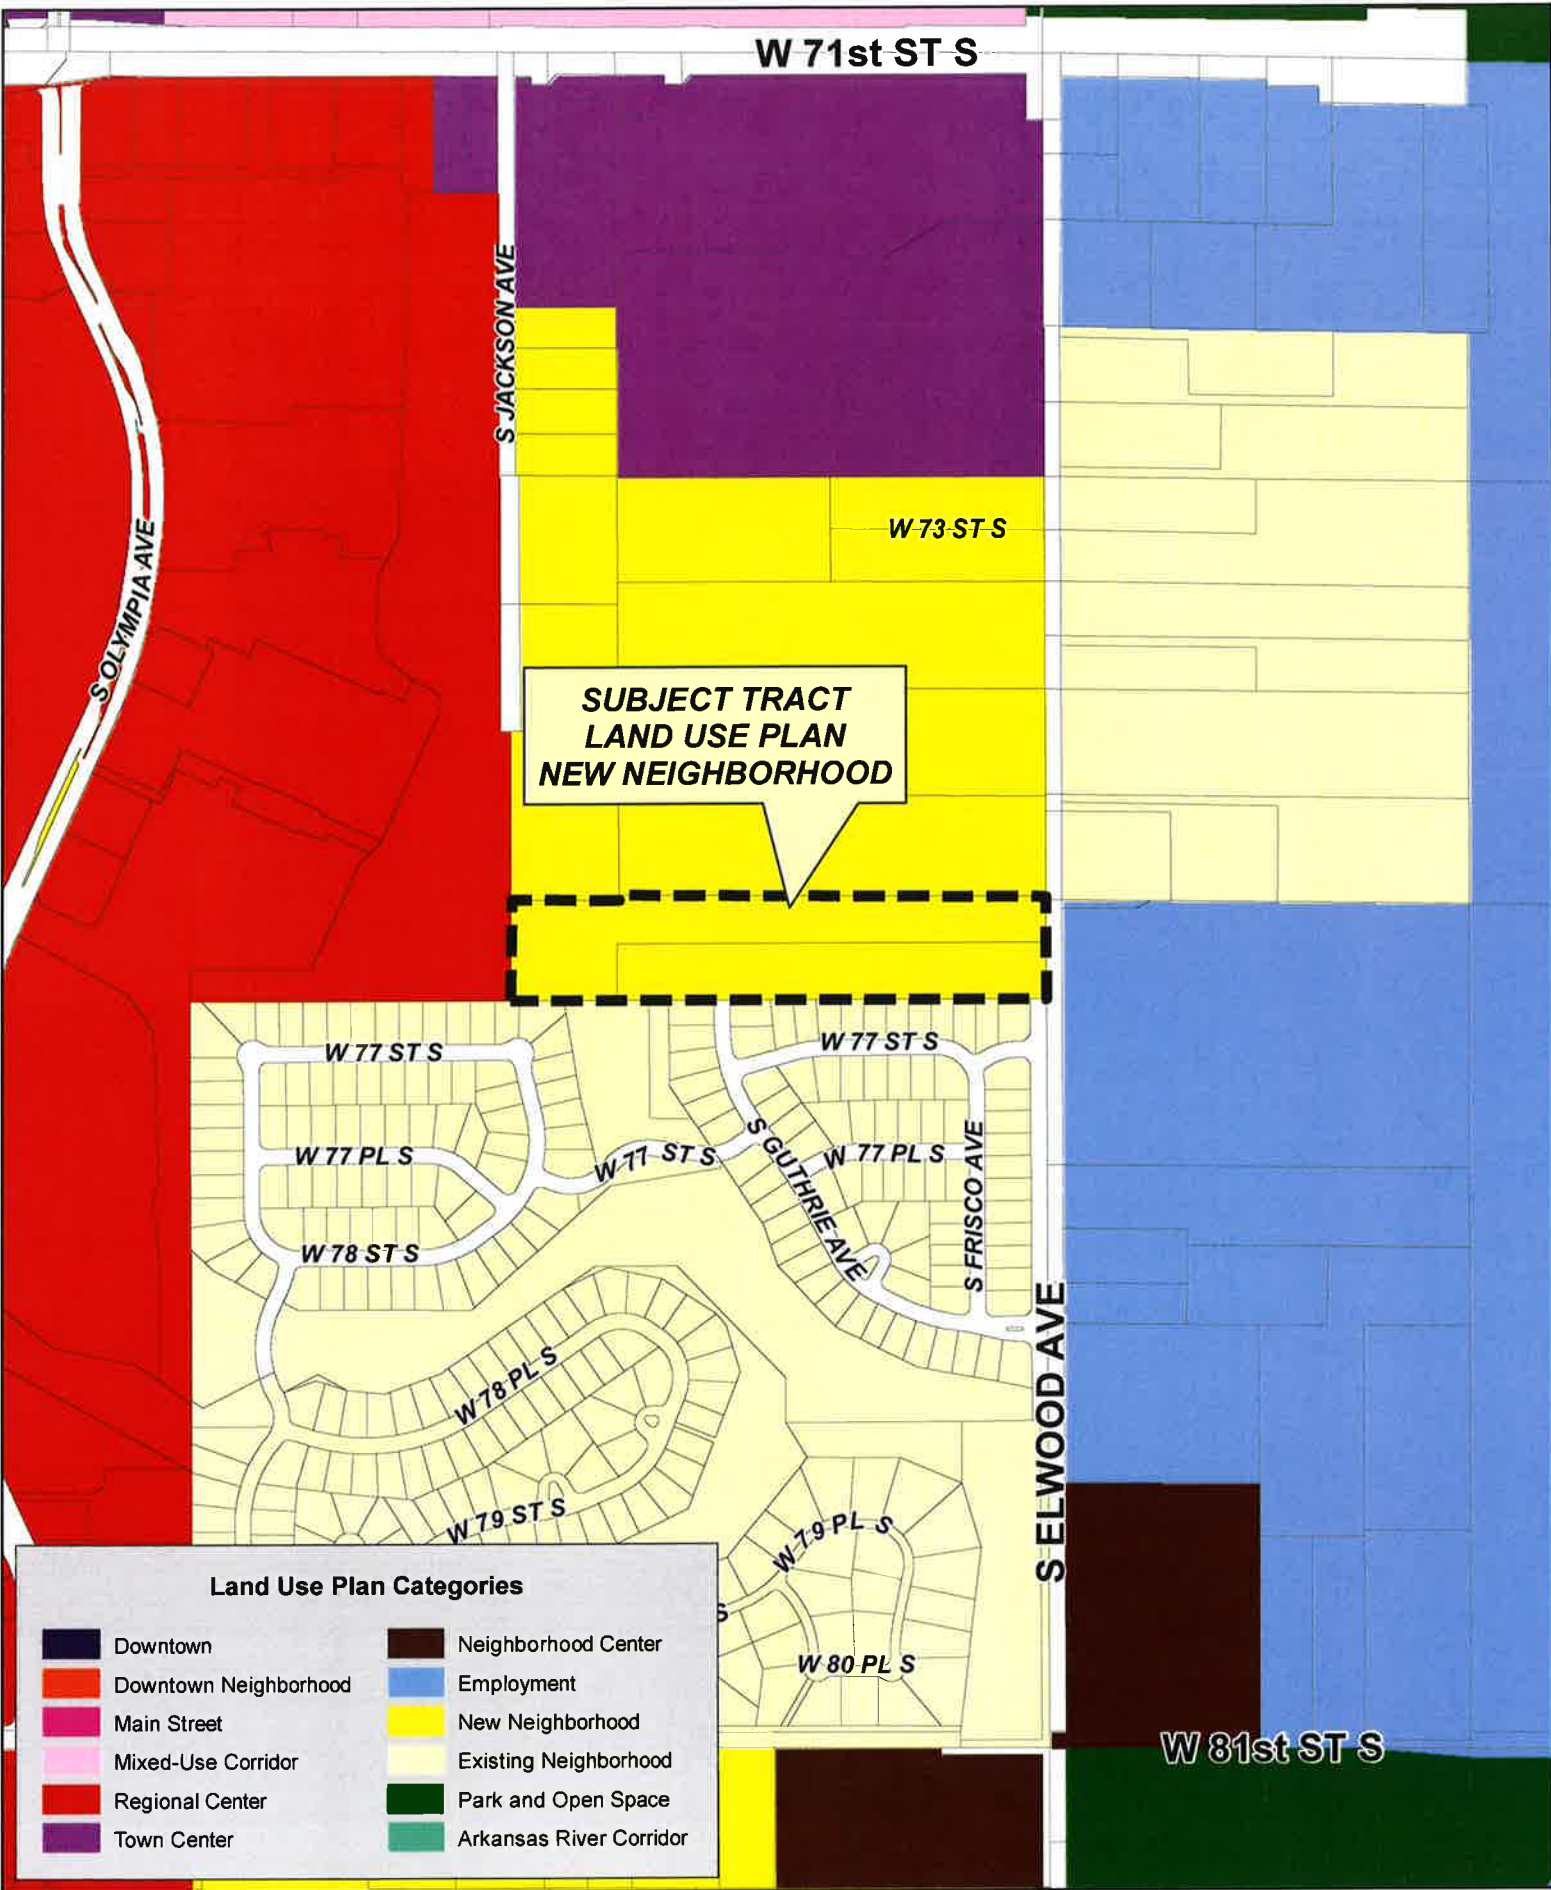 W 71st ST S
S JACKSON AVE
S OLYMPIA AVE
W 73 ST S
SUBJECT TRACT
LAND USE PLAN
NEW NEIGHBORHOOD
W 77 ST S
W 77 ST S
W 77 PL S
W 77 ST S
S GUTHRIE AVE
W 77 PL S
S FRISCO AVE
W 78 ST S
W 78 PL S
S ELWOOD AVE
W 79 ST S
W 79 PL S
S
W 80 PL S
W 81st ST S
Land Use Plan Categories
Downtown
Downtown Neighborhood
Main Street
Mixed-Use Corridor
Regional Center
Town Center
Neighborhood Center
Employment
New Neighborhood
Existing Neighborhood
Park and Open Space
Arkansas River Corridor